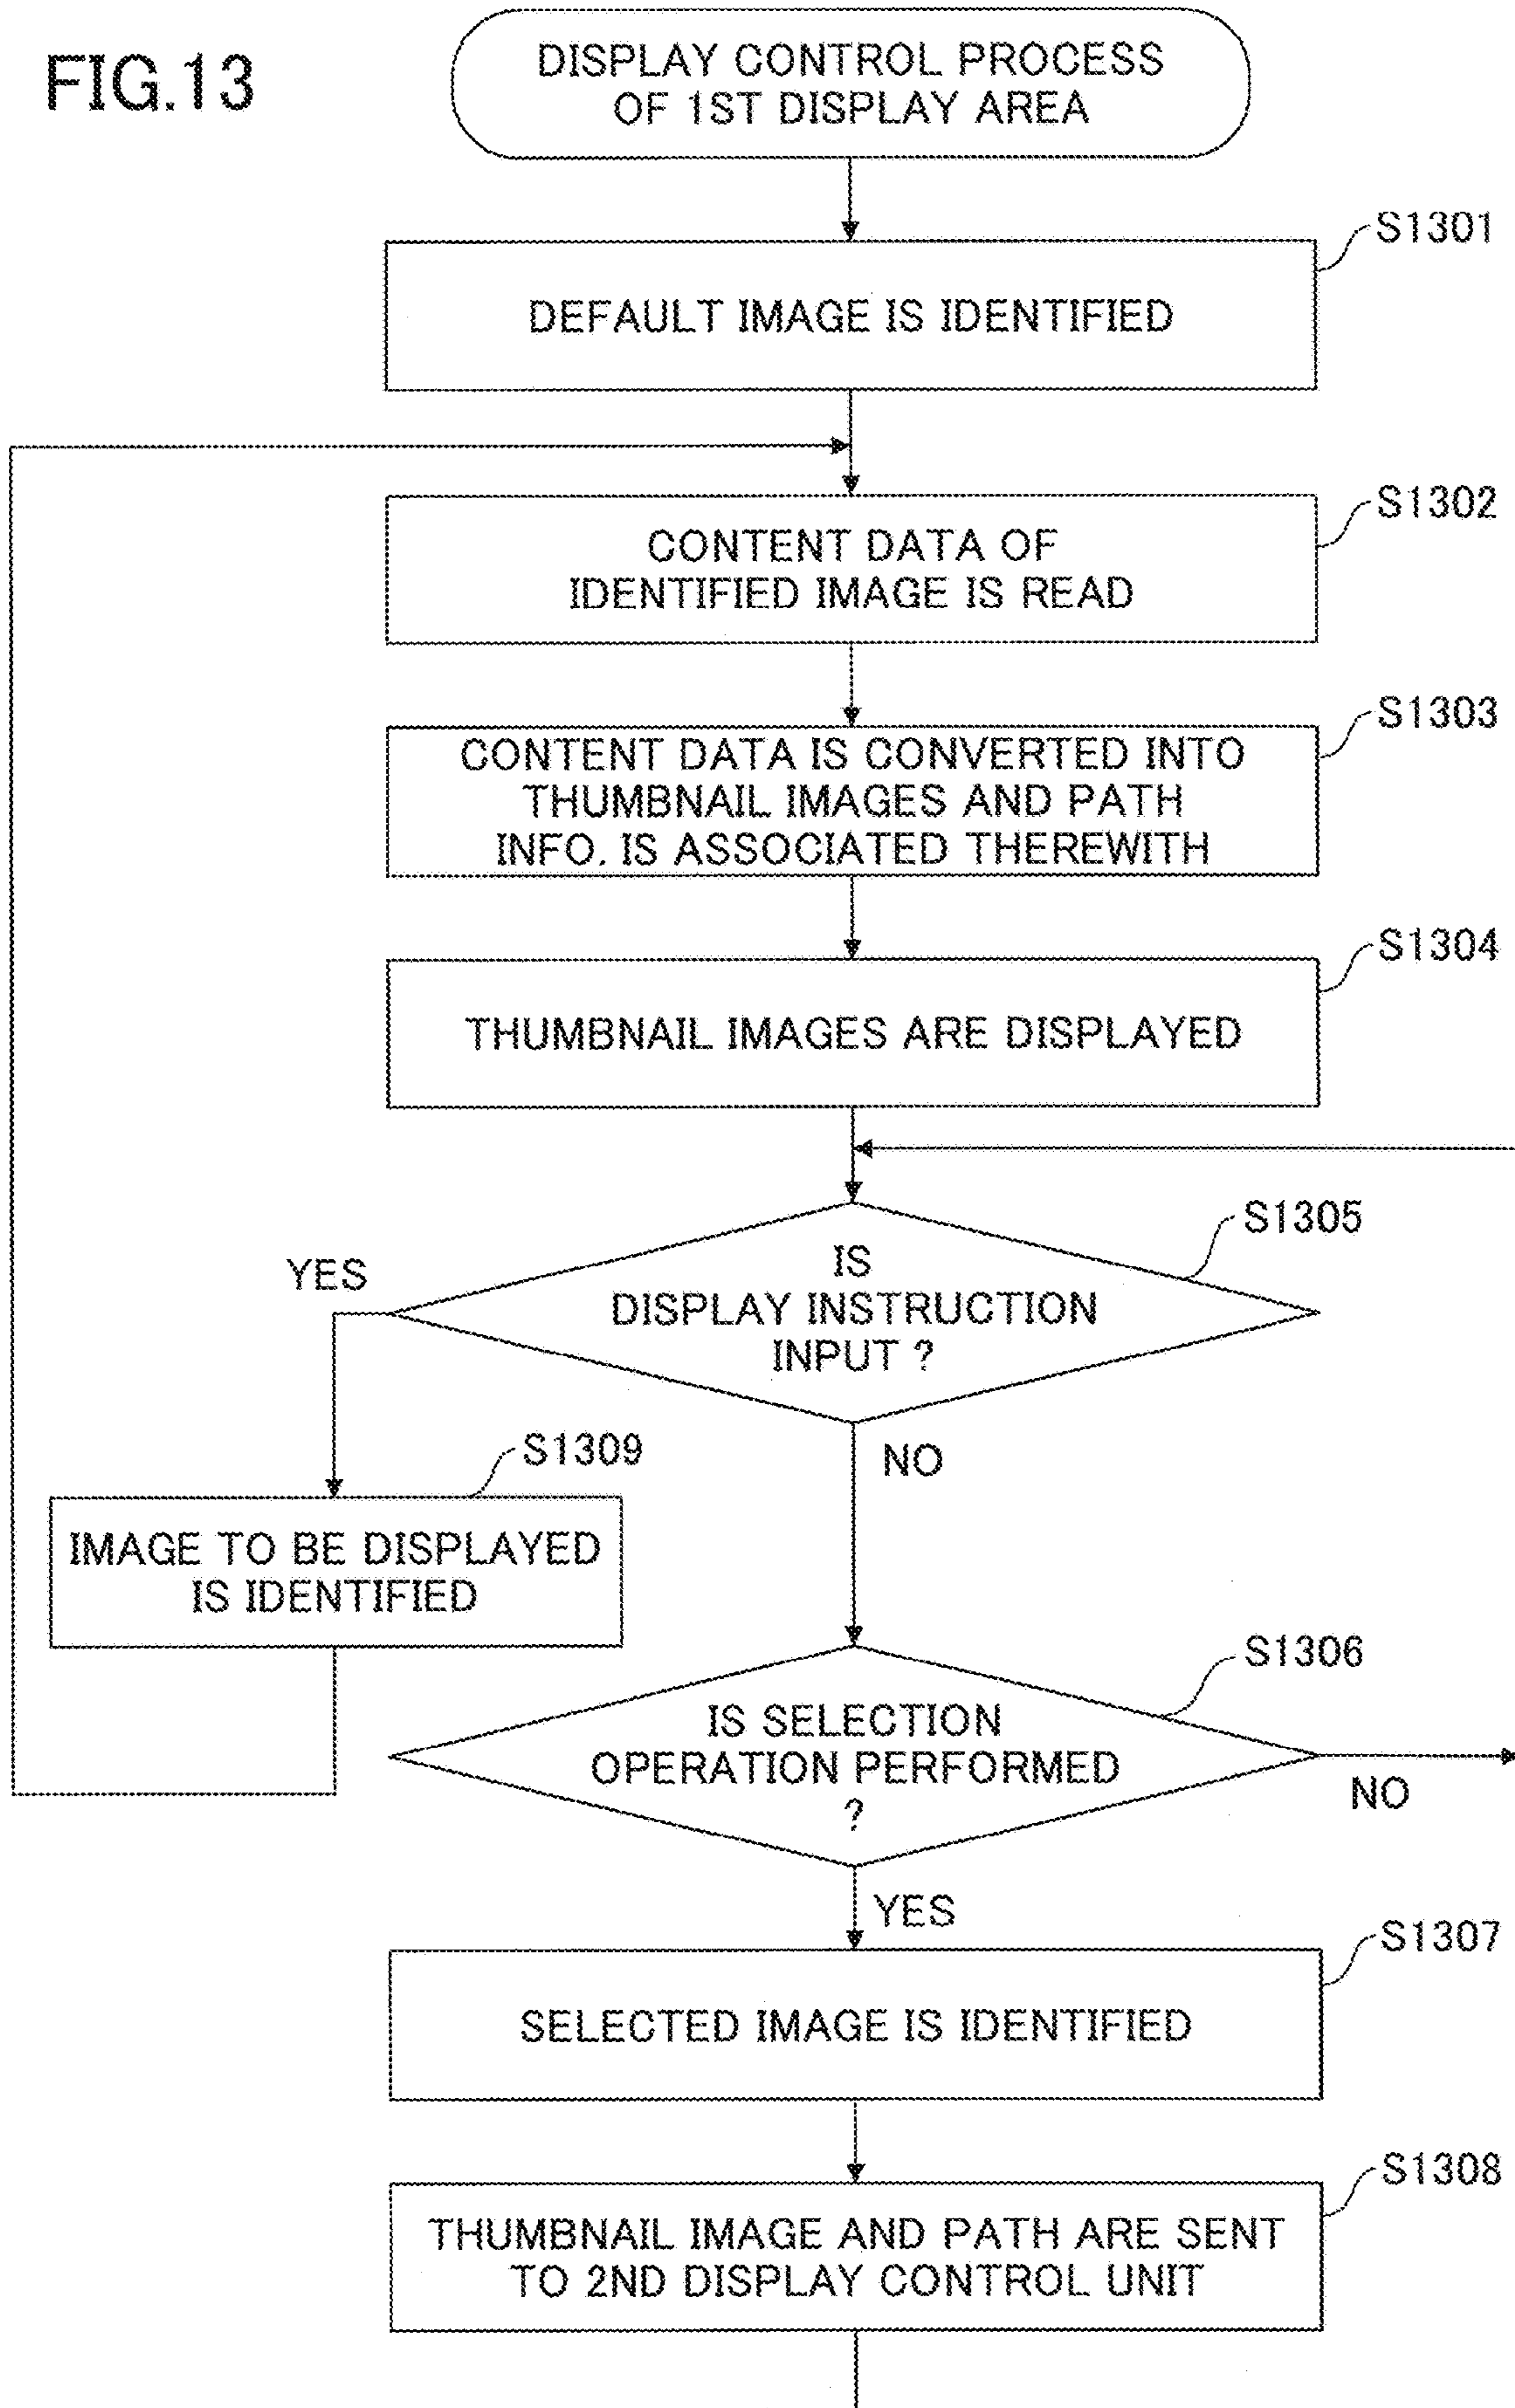 FIG.13
DISPLAY CONTROL PROCESS
OF 1ST DISPLAY AREA
S1301
DEFAULT IMAGE IS IDENTIFIED
S1302
CONTENT DATA OF
IDENTIFIED IMAGE IS READ
S1303
CONTENT DATA IS CONVERTED INTO
THUMBNAIL IMAGES AND PATH
INFO. IS ASSOCIATED THEREWITH
S1304
THUMBNAIL IMAGES ARE DISPLAYED
S1305
YES
IS
DISPLAY INSTRUCTION
INPUT ?
NO
S1309
IMAGE TO BE DISPLAYED
IS IDENTIFIED
S1306
IS SELECTION
OPERATION PERFORMED
?
NO
YES
S1307
SELECTED IMAGE IS IDENTIFIED
S1308
THUMBNAIL IMAGE AND PATH ARE SENT
TO 2ND DISPLAY CONTROL UNIT